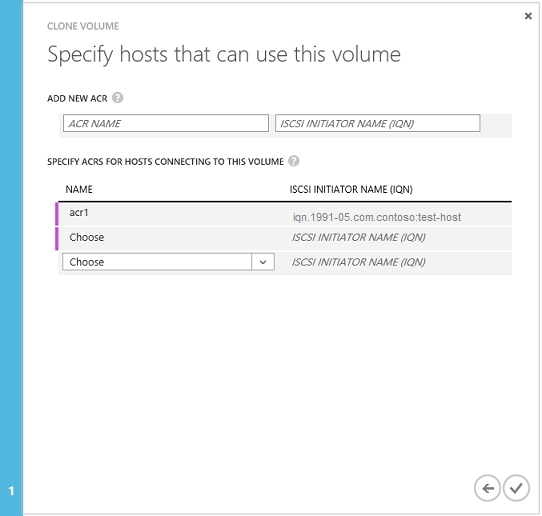 CLONE VOLUME
Specify hosts that can use this volume
ADD NEW ACR ?
ACR NAME ISCSI INITIATOR NAME (IQN)
SPECIFY ACRS FOR HOSTS CONNECTING TO THIS VOLUME ?
NAME ISCSI INITIATOR NAME (IQN)
acr1 iqn.1991-05.com.contoso:test-host
Choose ISCSI INITIATOR NAME (IQN)
Choose ISCSI INITIATOR NAME (IQN)
1